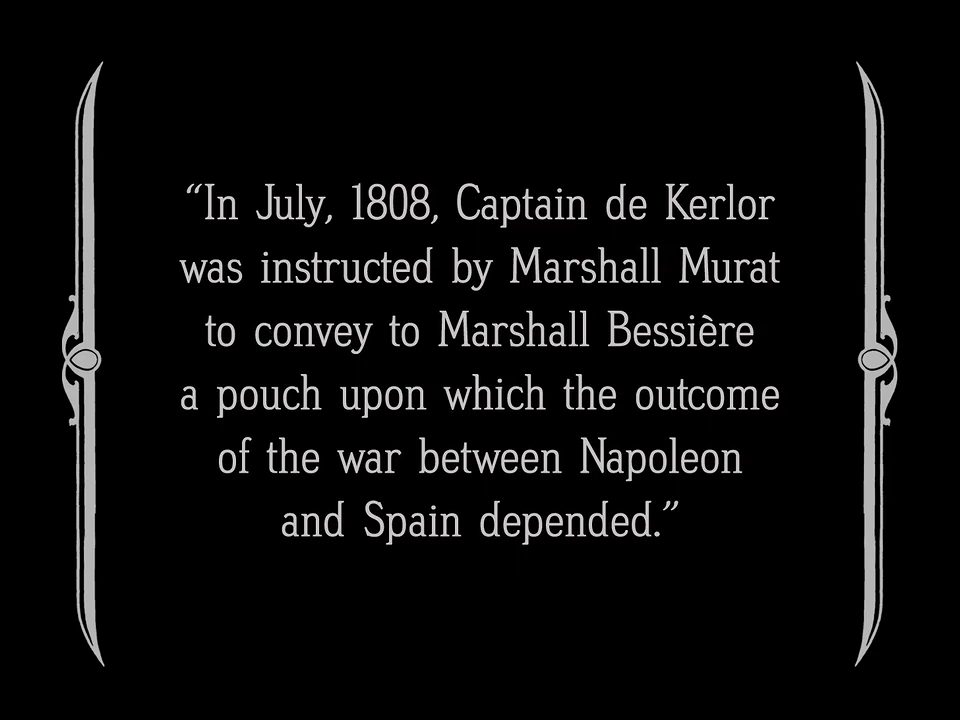 “In July, 1808, Captain de Kerlor
was instructed by Marshall Murat
to convey to Marshall Bessière
a pouch upon which the outcome
of the war between Napoleon
and Spain depended.”